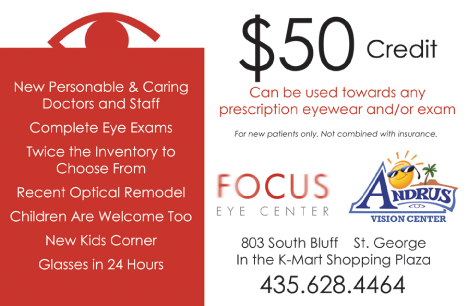 New Personable & Caring
Doctors and Staff
Complete Eye Exams
Twice the Inventory to
Choose From
Recent Optical Remodel
Children Are Welcome Too
New Kids Corner
Glasses in 24 Hours
$50 Credit
Can be used towards any
prescription eyewear and/or exam
For new patients only. Not combined with insurance.
FOCUS
EYE CENTER
ANDRUS
VISION CENTER
803 South Bluff St. George
In the K-Mart Shopping Plaza
435.628.4464